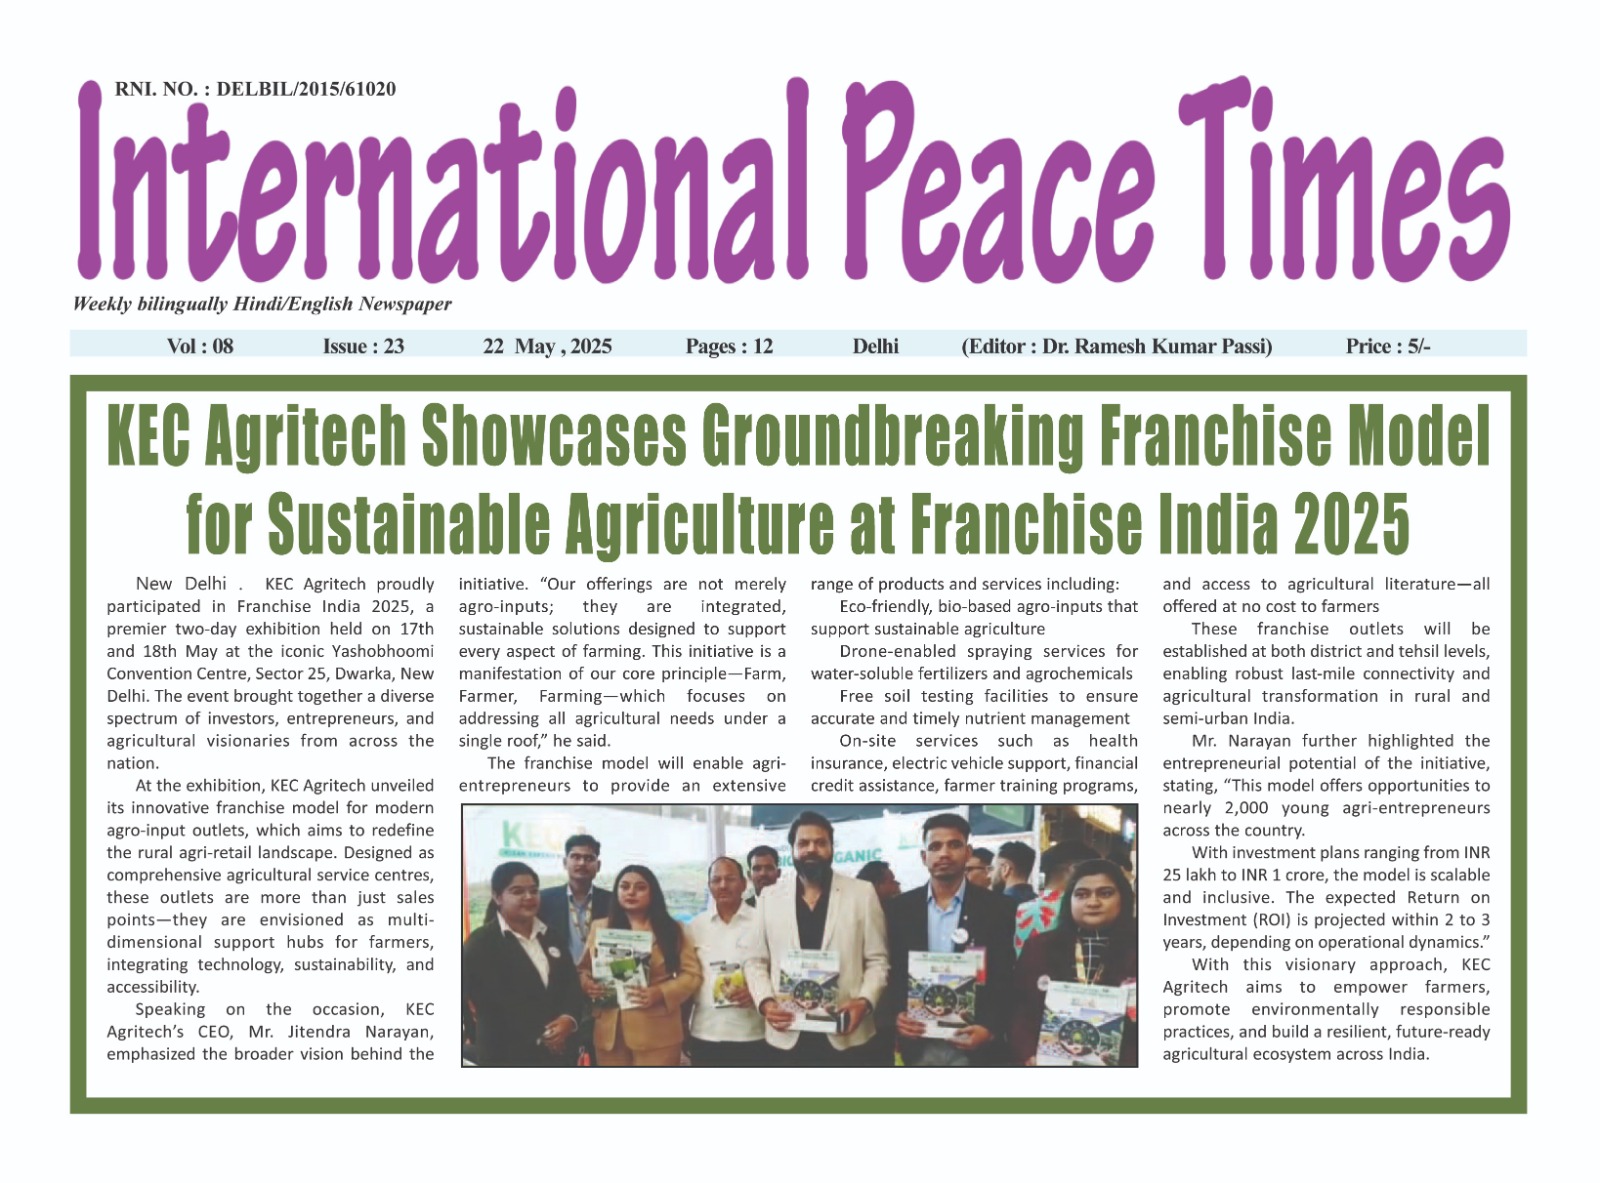 RNI. NO. : DELBIL/2015/61020
International Peace Times
Weekly bilingually Hindi/English Newspaper
Vol : 08 Issue : 23 22 May , 2025 Pages : 12 Delhi (Editor : Dr. Ramesh Kumar Passi) Price : 5/-
KEC Agritech Showcases Groundbreaking Franchise Model
for Sustainable Agriculture at Franchise India 2025
New Delhi . KEC Agritech proudly
participated in Franchise India 2025, a
premier two-day exhibition held on 17th
and 18th May at the iconic Yashobhoomi
Convention Centre, Sector 25, Dwarka, New
Delhi. The event brought together a diverse
spectrum of investors, entrepreneurs, and
agricultural visionaries from across the
nation.
At the exhibition, KEC Agritech unveiled
its innovative franchise model for modern
agro-input outlets, which aims to redefine
the rural agri-retail landscape. Designed as
comprehensive agricultural service centres,
these outlets are more than just sales
points—they are envisioned as multi-
dimensional support hubs for farmers,
integrating technology, sustainability, and
accessibility.
Speaking on the occasion, KEC
Agritech’s CEO, Mr. Jitendra Narayan,
emphasized the broader vision behind the
initiative. “Our offerings are not merely
agro-inputs; they are integrated,
sustainable solutions designed to support
every aspect of farming. This initiative is a
manifestation of our core principle—Farm,
Farmer, Farming—which focuses on
addressing all agricultural needs under a
single roof,” he said.
The franchise model will enable agri-
entrepreneurs to provide an extensive
range of products and services including:
Eco-friendly, bio-based agro-inputs that
support sustainable agriculture
Drone-enabled spraying services for
water-soluble fertilizers and agrochemicals
Free soil testing facilities to ensure
accurate and timely nutrient management
On-site services such as health
insurance, electric vehicle support, financial
credit assistance, farmer training programs,
KEC
and access to agricultural literature—all
offered at no cost to farmers
These franchise outlets will be
established at both district and tehsil levels,
enabling robust last-mile connectivity and
agricultural transformation in rural and
semi-urban India.
Mr. Narayan further highlighted the
entrepreneurial potential of the initiative,
stating, “This model offers opportunities to
nearly 2,000 young agri-entrepreneurs
across the country.
With investment plans ranging from INR
25 lakh to INR 1 crore, the model is scalable
and inclusive. The expected Return on
Investment (ROI) is projected within 2 to 3
years, depending on operational dynamics.”
With this visionary approach, KEC
Agritech aims to empower farmers,
promote environmentally responsible
practices, and build a resilient, future-ready
agricultural ecosystem across India.